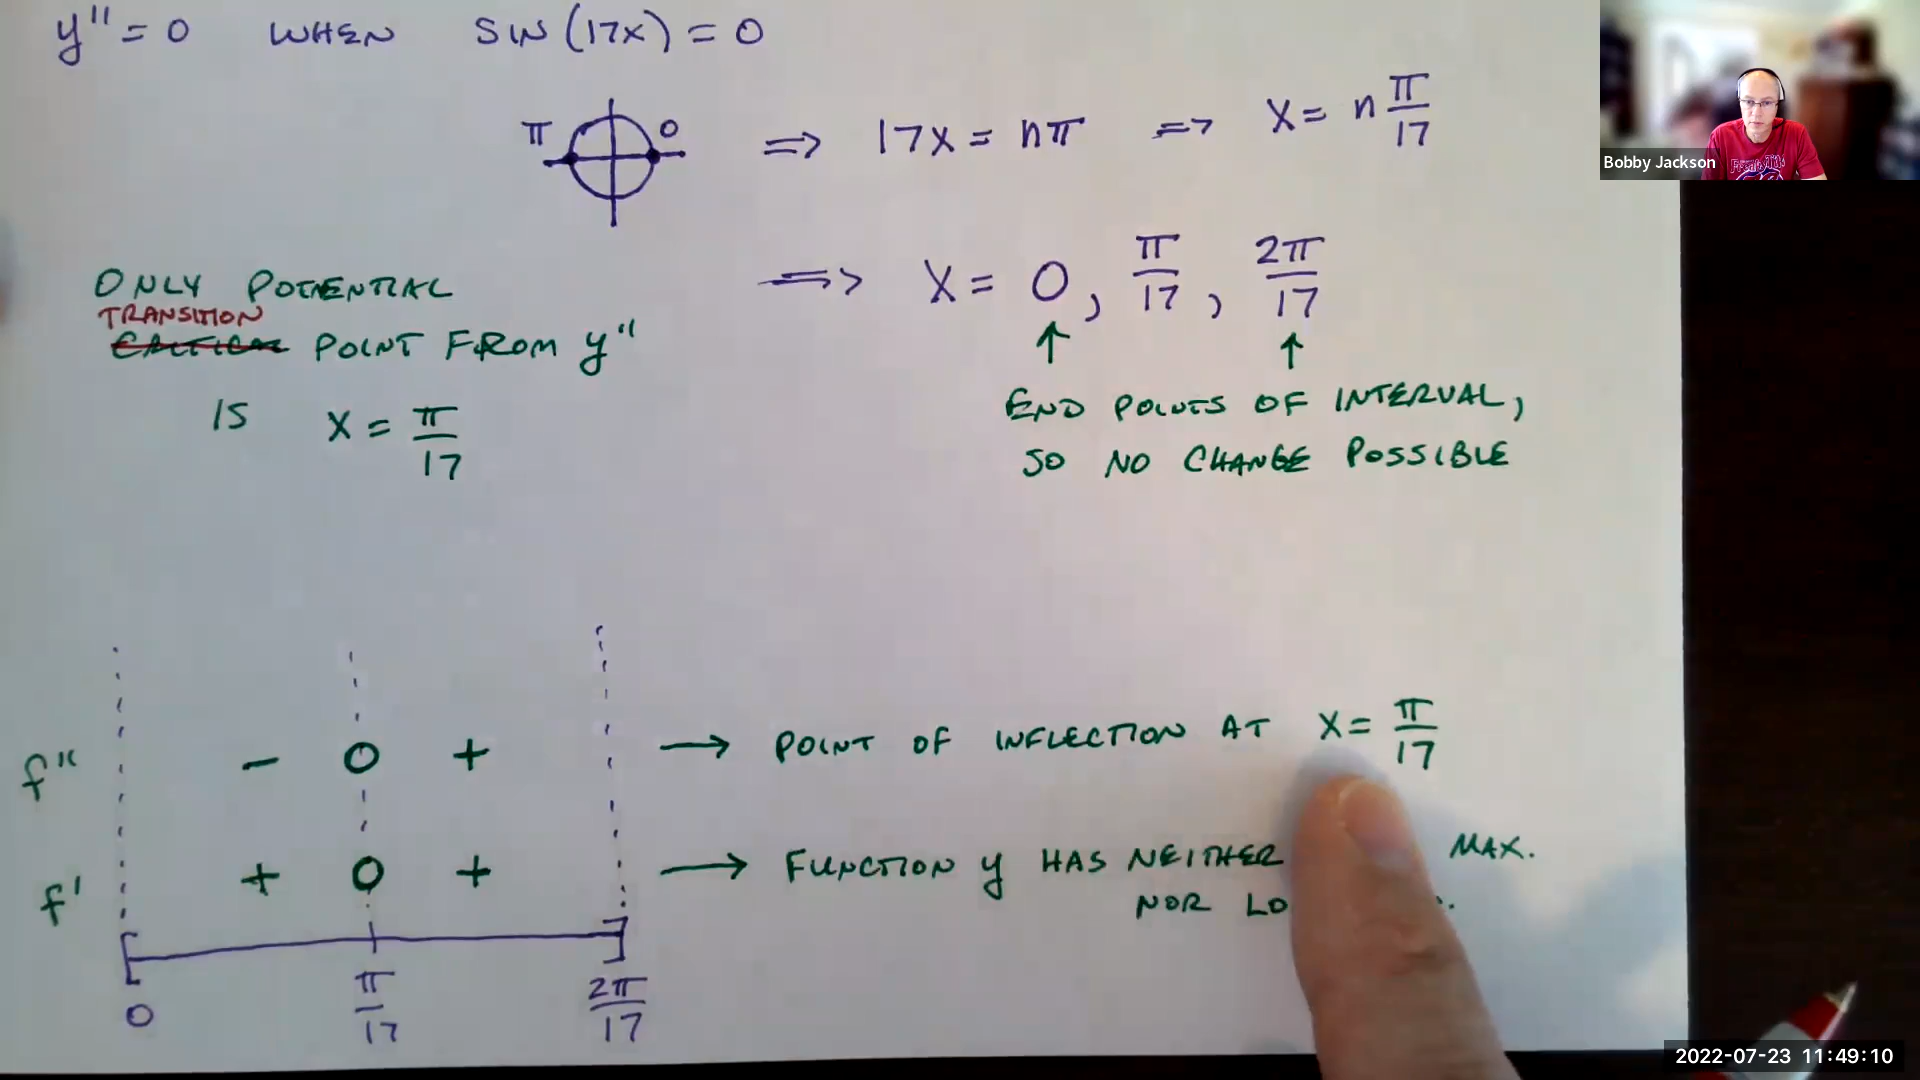 y'' = 0 WHEN SIN (17x) = 0
π 0 ⇒ 17x = nπ ⇒ x = n π/17
⇒ x = 0, π/17, 2π/17
↑ ↑
END POINTS OF INTERVAL,
SO NO CHANGE POSSIBLE
ONLY POTENTIAL
TRANSITION
CRITICAL POINT FROM y''
IS x = π/17
f'' - 0 + → POINT OF INFLECTION AT x = π/17
f' + 0 + → FUNCTION y HAS NEITHER MAX.
NOR LO
0 π/17 2π/17
Bobby Jackson
2022-07-23 11:49:10